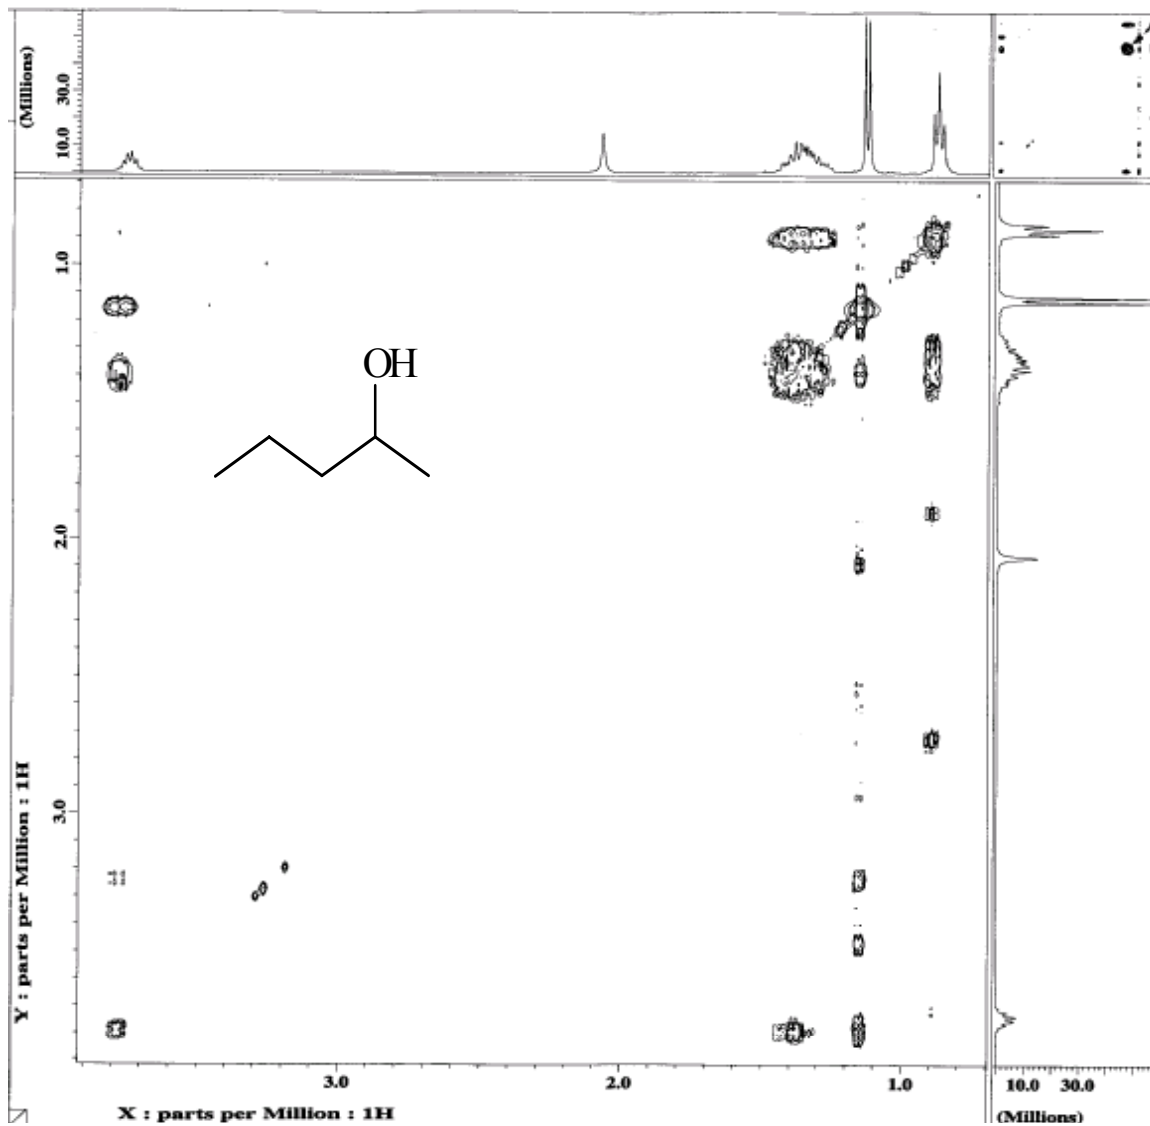 (Millions)
30.0
10.0
1.0
OH
2.0
3.0
Y : parts per Million : 1H
3.0
2.0
1.0
X : parts per Million : 1H
10.0 30.0
(Millions)